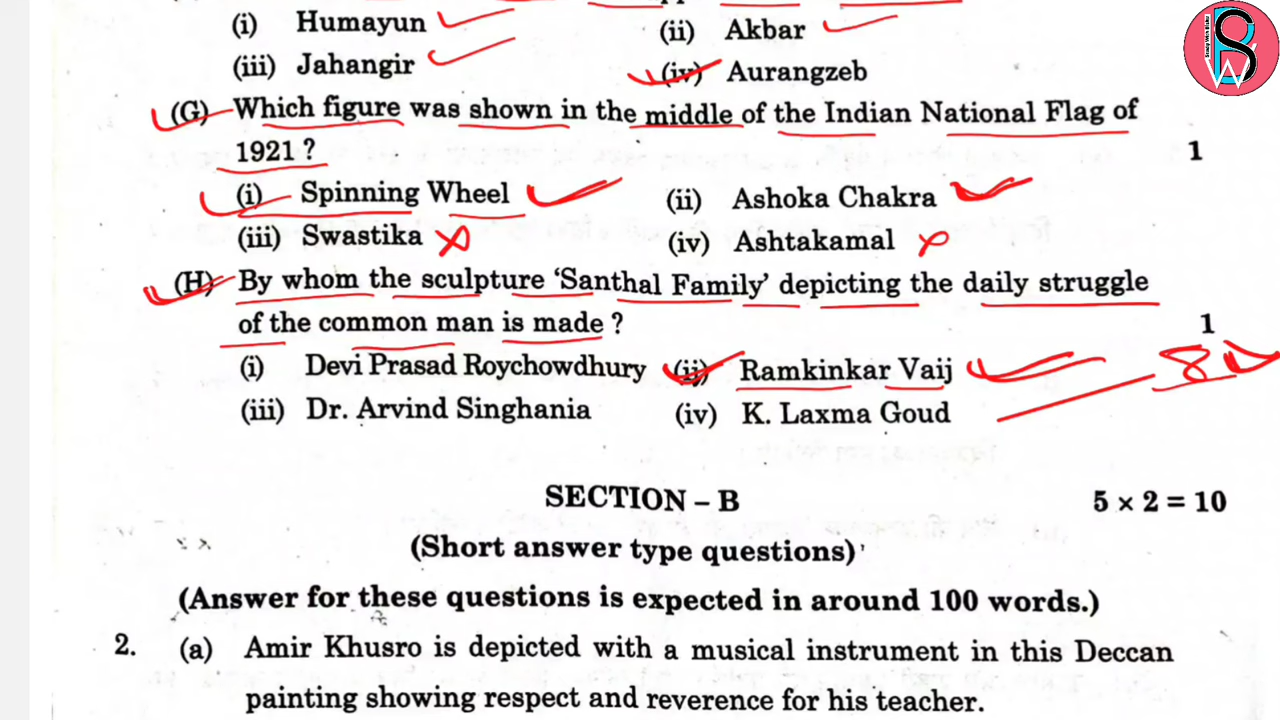 (i) Humayun (ii) Akbar
(iii) Jahangir (iv) Aurangzeb
(G) Which figure was shown in the middle of the Indian National Flag of
1921 ? 1
(i) Spinning Wheel (ii) Ashoka Chakra
(iii) Swastika (iv) Ashtakamal
(H) By whom the sculpture ‘Santhal Family’ depicting the daily struggle
of the common man is made ? 1
(i) Devi Prasad Roychowdhury (ii) Ramkinkar Vaij
(iii) Dr. Arvind Singhania (iv) K. Laxma Goud
SECTION – B 5 × 2 = 10
(Short answer type questions)
(Answer for these questions is expected in around 100 words.)
2. (a) Amir Khusro is depicted with a musical instrument in this Deccan
painting showing respect and reverence for his teacher.